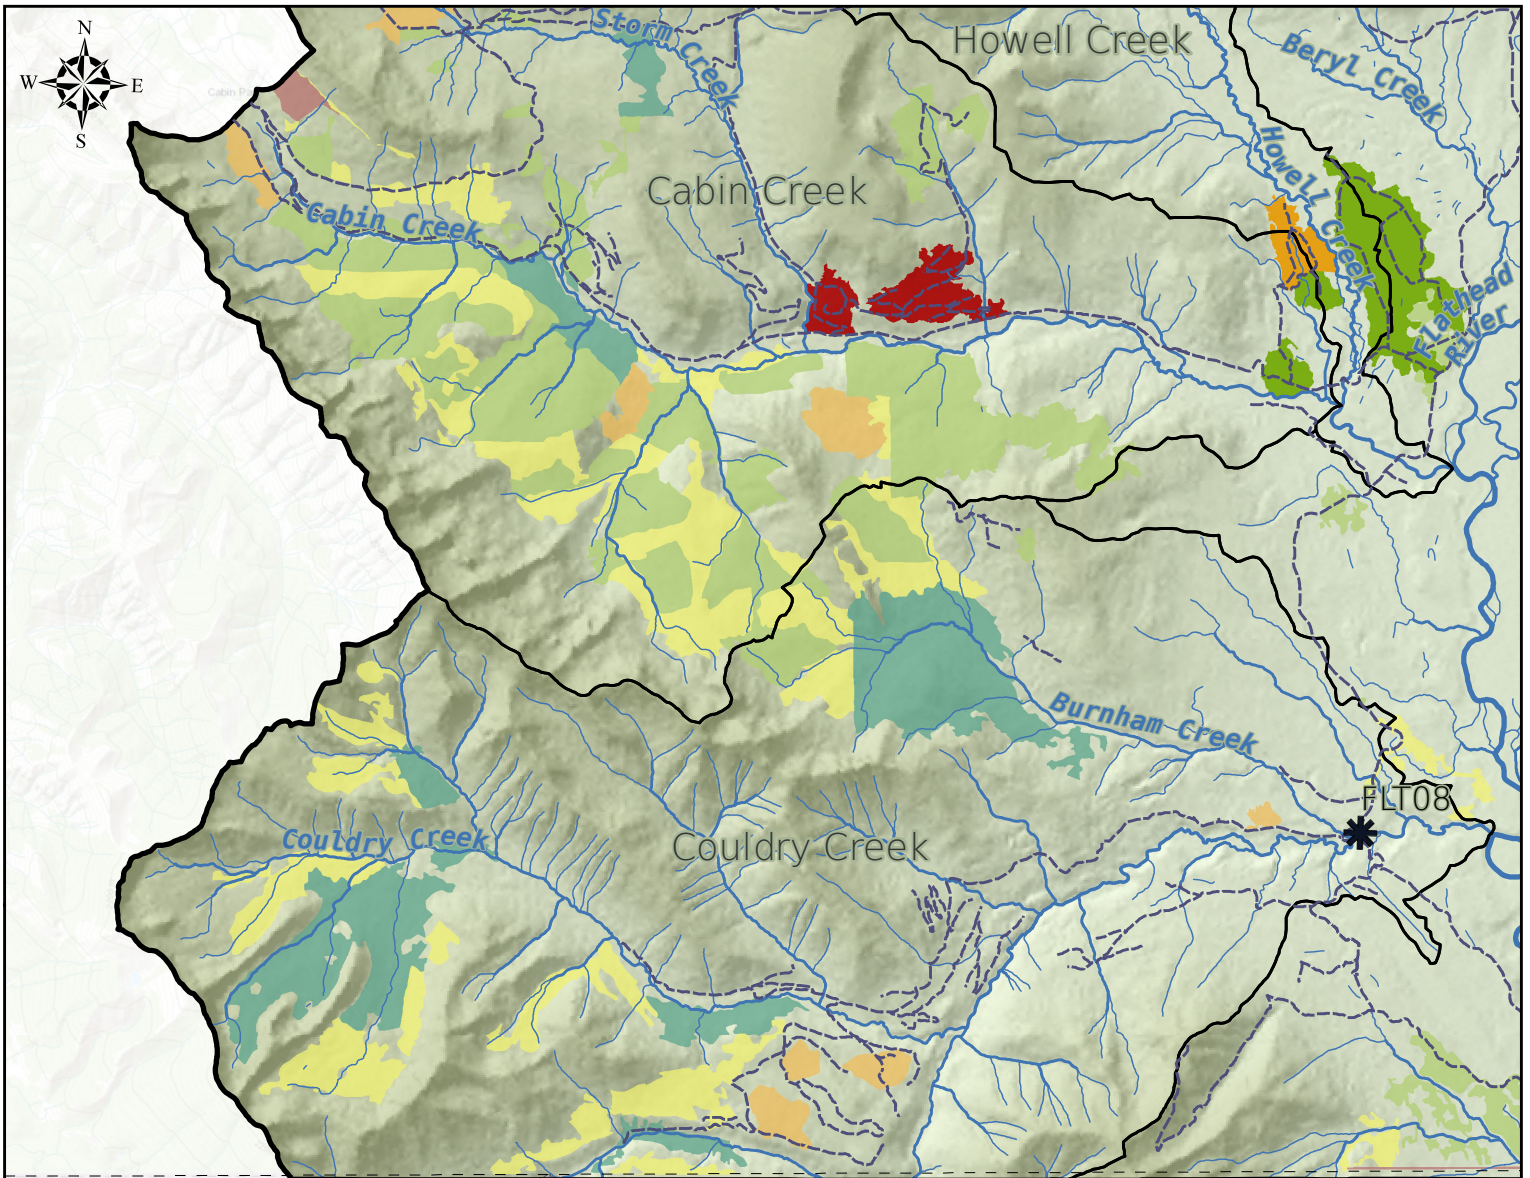 N
W
E
S
Storm Creek
Howell Creek
Beryl Creek
Howell Creek
Cabin Creek
Cabin Creek
Flathead
River
Burnham Creek
FLT08
Couldry Creek
Couldry Creek